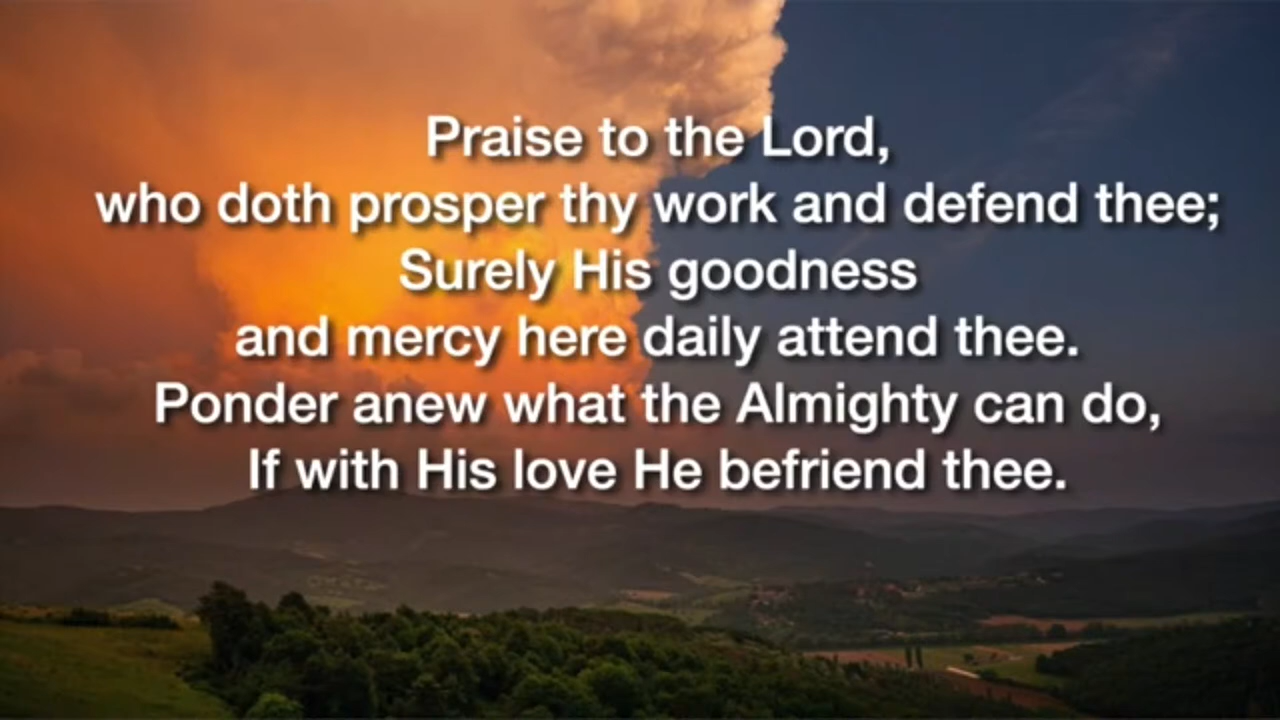 Praise to the Lord,
who doth prosper thy work and defend thee;
Surely His goodness
and mercy here daily attend thee.
Ponder anew what the Almighty can do,
If with His love He befriend thee.